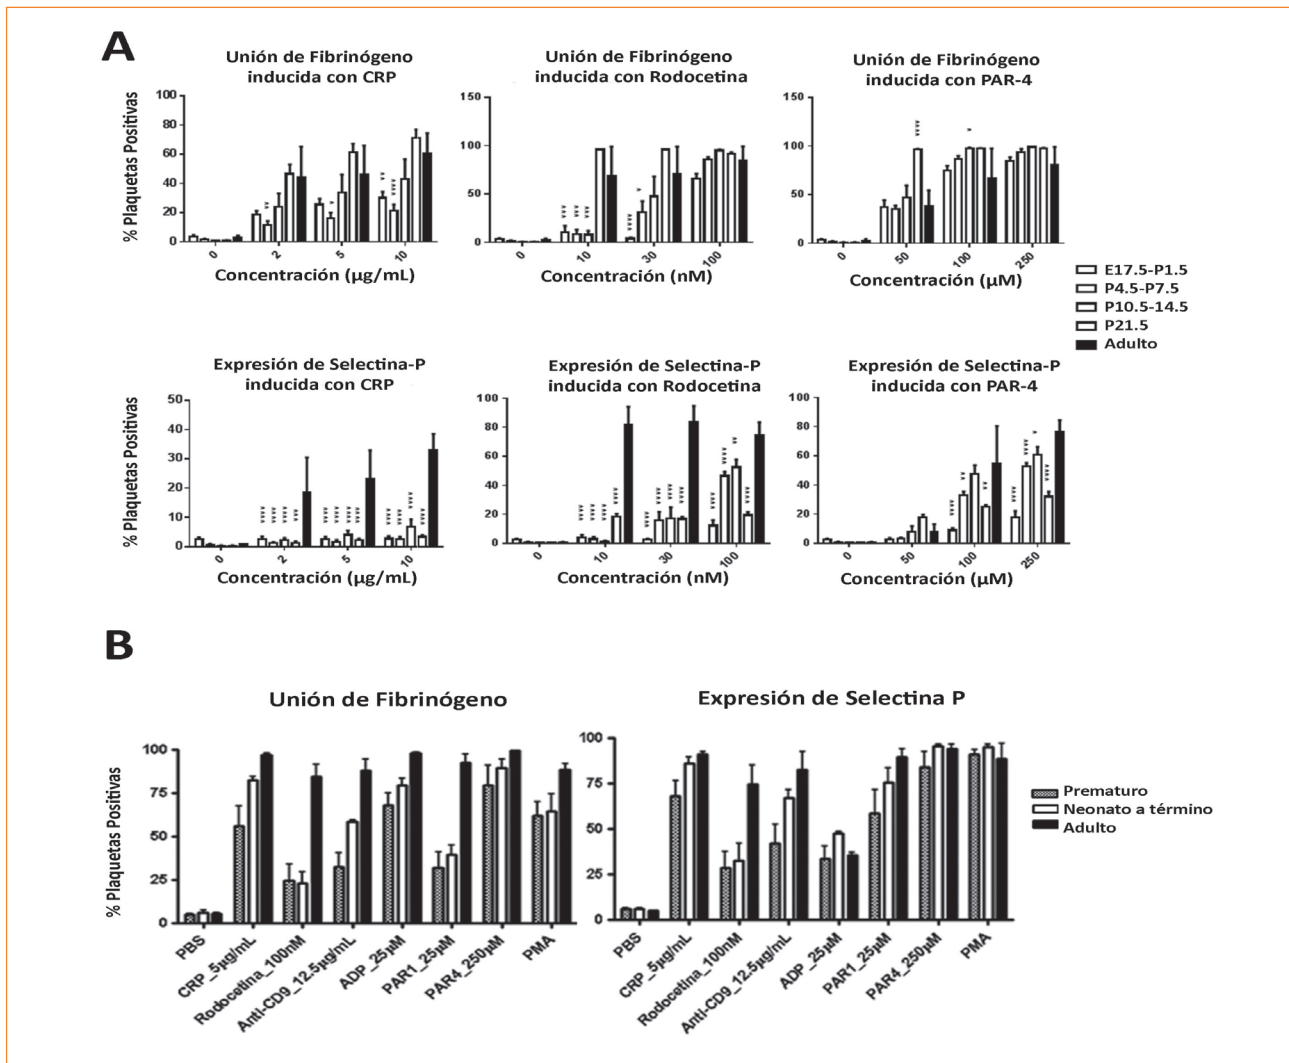 A
Unión de Fibrinógeno
inducida con CRP
Unión de Fibrinógeno
inducida con Rodocetina
Unión de Fibrinógeno
inducida con PAR-4
% Plaquetas Positivas
100
80
60
40
20
0
0
2
5
10
Concentración (µg/mL)
150
100
50
0
0
10
30
100
Concentración (nM)
150
100
50
0
0
50
100
250
Concentración (µM)
E17.5-P1.5
P4.5-P7.5
P10.5-14.5
P21.5
Adulto
Expresión de Selectina-P
inducida con CRP
Expresión de Selectina-P
inducida con Rodocetina
Expresión de Selectina-P
inducida con PAR-4
% Plaquetas Positivas
50
40
30
20
10
0
0
2
5
10
Concentración (µg/mL)
100
80
60
40
20
0
0
10
30
100
Concentración (nM)
100
80
60
40
20
0
0
50
100
250
Concentración (µM)
B
Unión de Fibrinógeno
Expresión de Selectina P
% Plaquetas Positivas
100
75
50
25
0
PBS
CRP_5µg/mL
Rodocetina_100nM
Anti-CD9_12.5µg/mL
ADP_25µM
PAR1_25µM
PAR4_250µM
PMA
100
75
50
25
0
PBS
CRP_5µg/mL
Rodocetina_100nM
Anti-CD9_12.5µg/mL
ADP_25µM
PAR1_25µM
PAR4_250µM
PMA
Prematuro
Neonato a término
Adulto